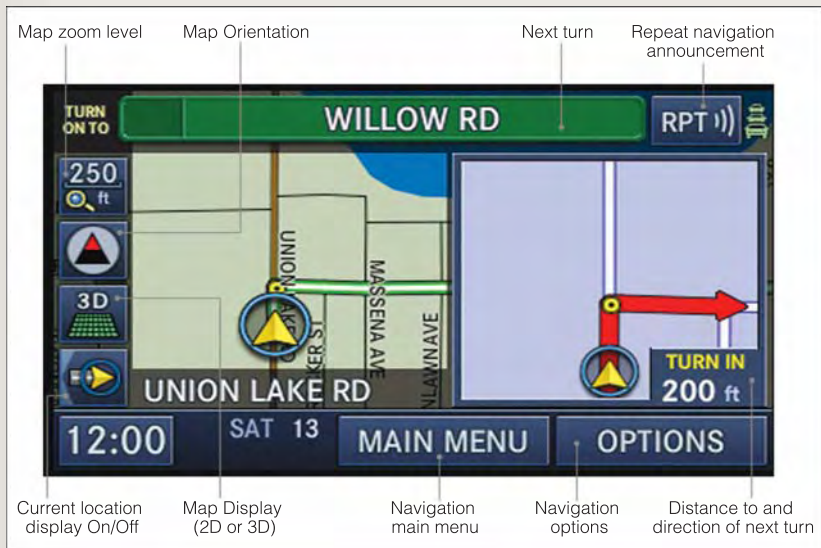 Map zoom level
Map Orientation
Next turn
Repeat navigation
announcement
TURN
ON TO
WILLOW RD
RPT
250
ft
3D
UNION
MASSENA AVE
UNION LAKE RD
TURN IN
200 ft
12:00
SAT 13
MAIN MENU
OPTIONS
Current location
display On/Off
Map Display
(2D or 3D)
Navigation
main menu
Navigation
options
Distance to and
direction of next turn